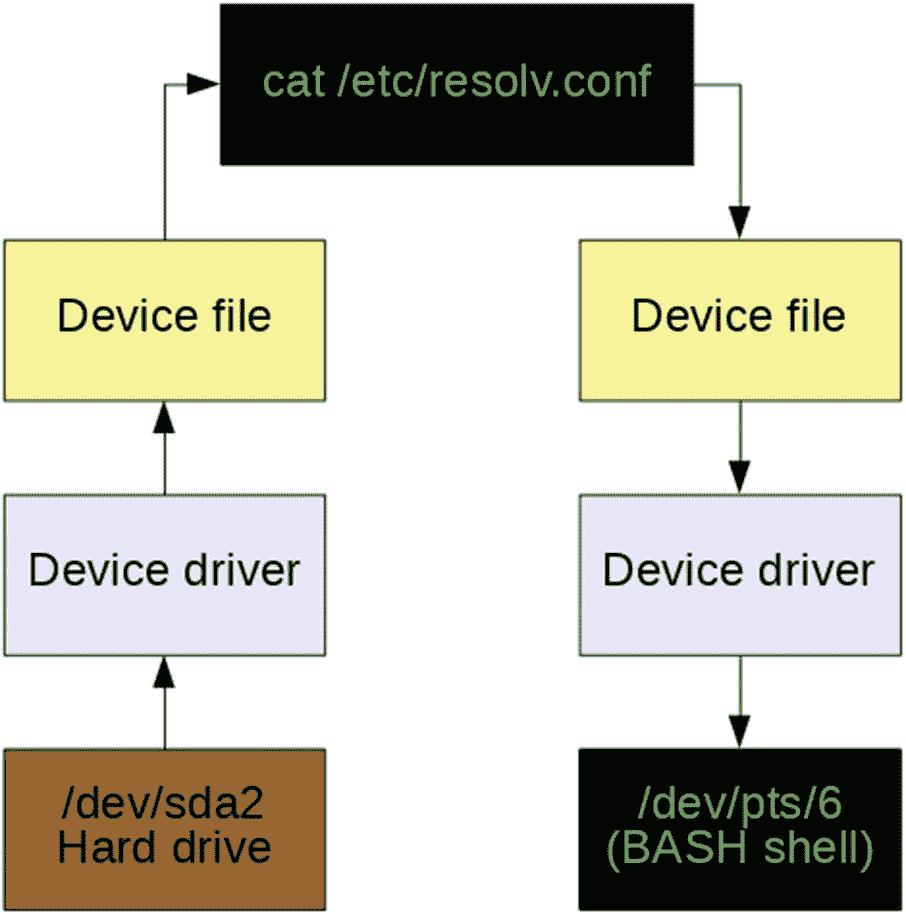 cat /etc/resolv.conf
Device file
Device file
Device driver
Device driver
/dev/sda2
Hard drive
/dev/pts/6
(BASH shell)